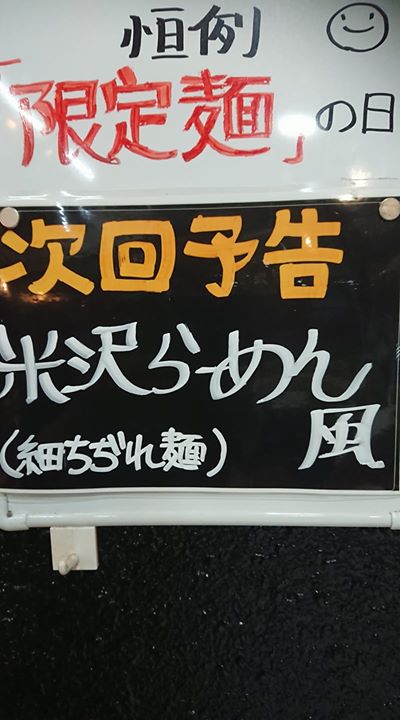 恒例
「限定麺」の日
次回予告
米沢らーめん
風
(細ちぢれ麺)